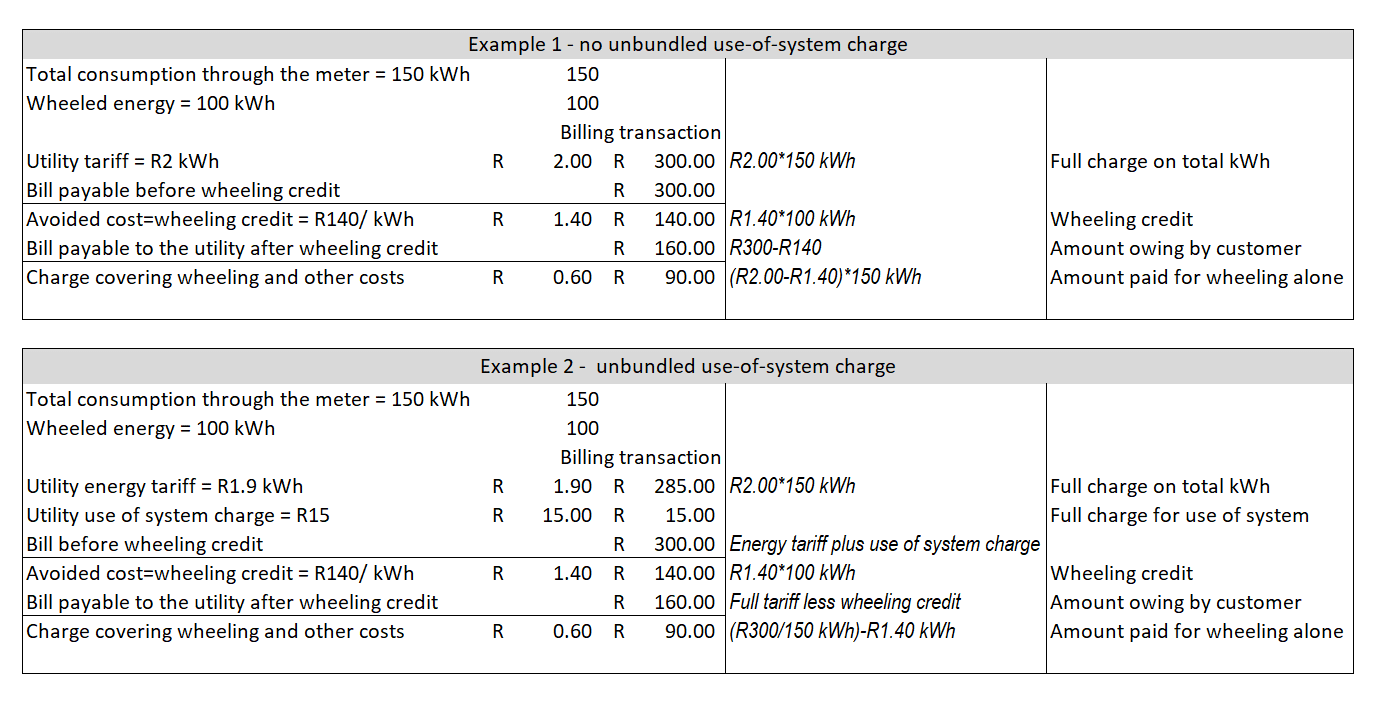 Example 1 - no unbundled use-of-system charge
Total consumption through the meter = 150 kWh 150
Wheeled energy = 100 kWh 100
Billing transaction
Utility tariff = R2 kWh R 2.00 R 300.00 R2.00*150 kWh Full charge on total kWh
Bill payable before wheeling credit R 300.00
Avoided cost=wheeling credit = R140/ kWh R 1.40 R 140.00 R1.40*100 kWh Wheeling credit
Bill payable to the utility after wheeling credit R 160.00 R300-R140 Amount owing by customer
Charge covering wheeling and other costs R 0.60 R 90.00 (R2.00-R1.40)*150 kWh Amount paid for wheeling alone
Example 2 - unbundled use-of-system charge
Total consumption through the meter = 150 kWh 150
Wheeled energy = 100 kWh 100
Billing transaction
Utility energy tariff = R1.9 kWh R 1.90 R 285.00 R2.00*150 kWh Full charge on total kWh
Utility use of system charge = R15 R 15.00 R 15.00 Full charge for use of system
Bill before wheeling credit R 300.00 Energy tariff plus use of system charge
Avoided cost=wheeling credit = R140/ kWh R 1.40 R 140.00 R1.40*100 kWh Wheeling credit
Bill payable to the utility after wheeling credit R 160.00 Full tariff less wheeling credit Amount owing by customer
Charge covering wheeling and other costs R 0.60 R 90.00 (R300/150 kWh)-R1.40 kWh Amount paid for wheeling alone